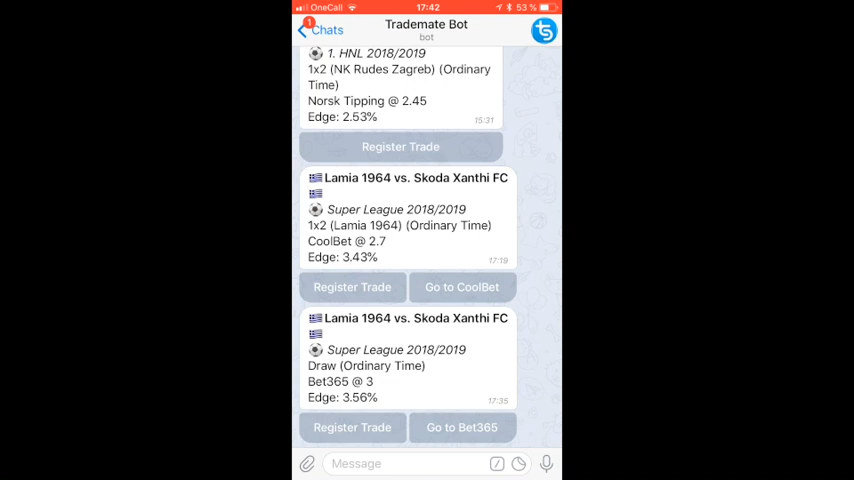 OneCall 17:42 53 %
1
Chats
Trademate Bot
bot
ts
1. HNL 2018/2019
1x2 (NK Rudes Zagreb) (Ordinary
Time)
Norsk Tipping @ 2.45
Edge: 2.53%
15:31
Register Trade
Lamia 1964 vs. Skoda Xanthi FC
Super League 2018/2019
1x2 (Lamia 1964) (Ordinary Time)
CoolBet @ 2.7
Edge: 3.43%
17:19
Register Trade Go to CoolBet
Lamia 1964 vs. Skoda Xanthi FC
Super League 2018/2019
Draw (Ordinary Time)
Bet365 @ 3
Edge: 3.56%
17:35
Register Trade Go to Bet365
Message